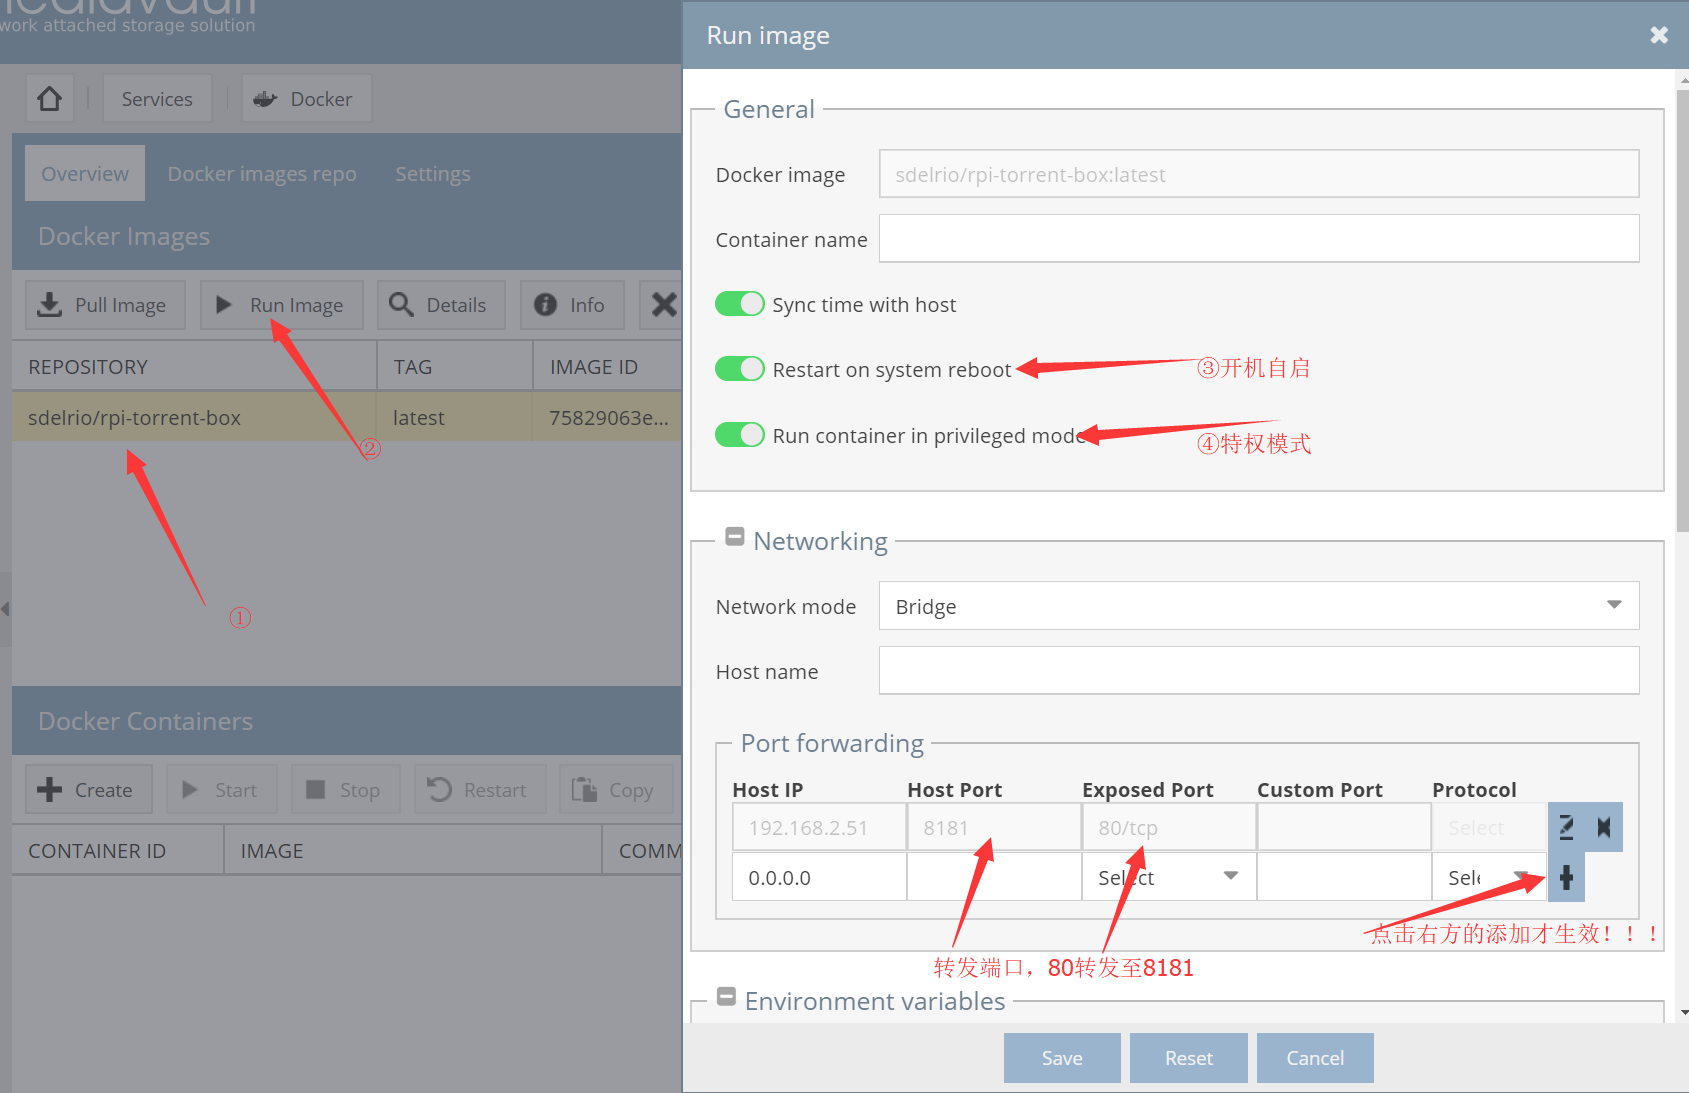 work attached storage solution
Services
Docker
Overview
Docker images repo
Settings
Docker Images
Pull Image
Run Image
Details
Info
REPOSITORY
TAG
IMAGE ID
sdelrio/rpi-torrent-box
latest
75829063e...
②
①
Docker Containers
Create
Start
Stop
Restart
Copy
CONTAINER ID
IMAGE
COMM
Run image
General
Docker image
sdelrio/rpi-torrent-box:latest
Container name
Sync time with host
Restart on system reboot
③开机自启
Run container in privileged mode
④特权模式
Networking
Network mode
Bridge
Host name
Port forwarding
Host IP
Host Port
Exposed Port
Custom Port
Protocol
192.168.2.51
8181
80/tcp
Select
0.0.0.0
Select
Sele
点击右方的添加才生效！！！
转发端口，80转发至8181
Environment variables
Save
Reset
Cancel